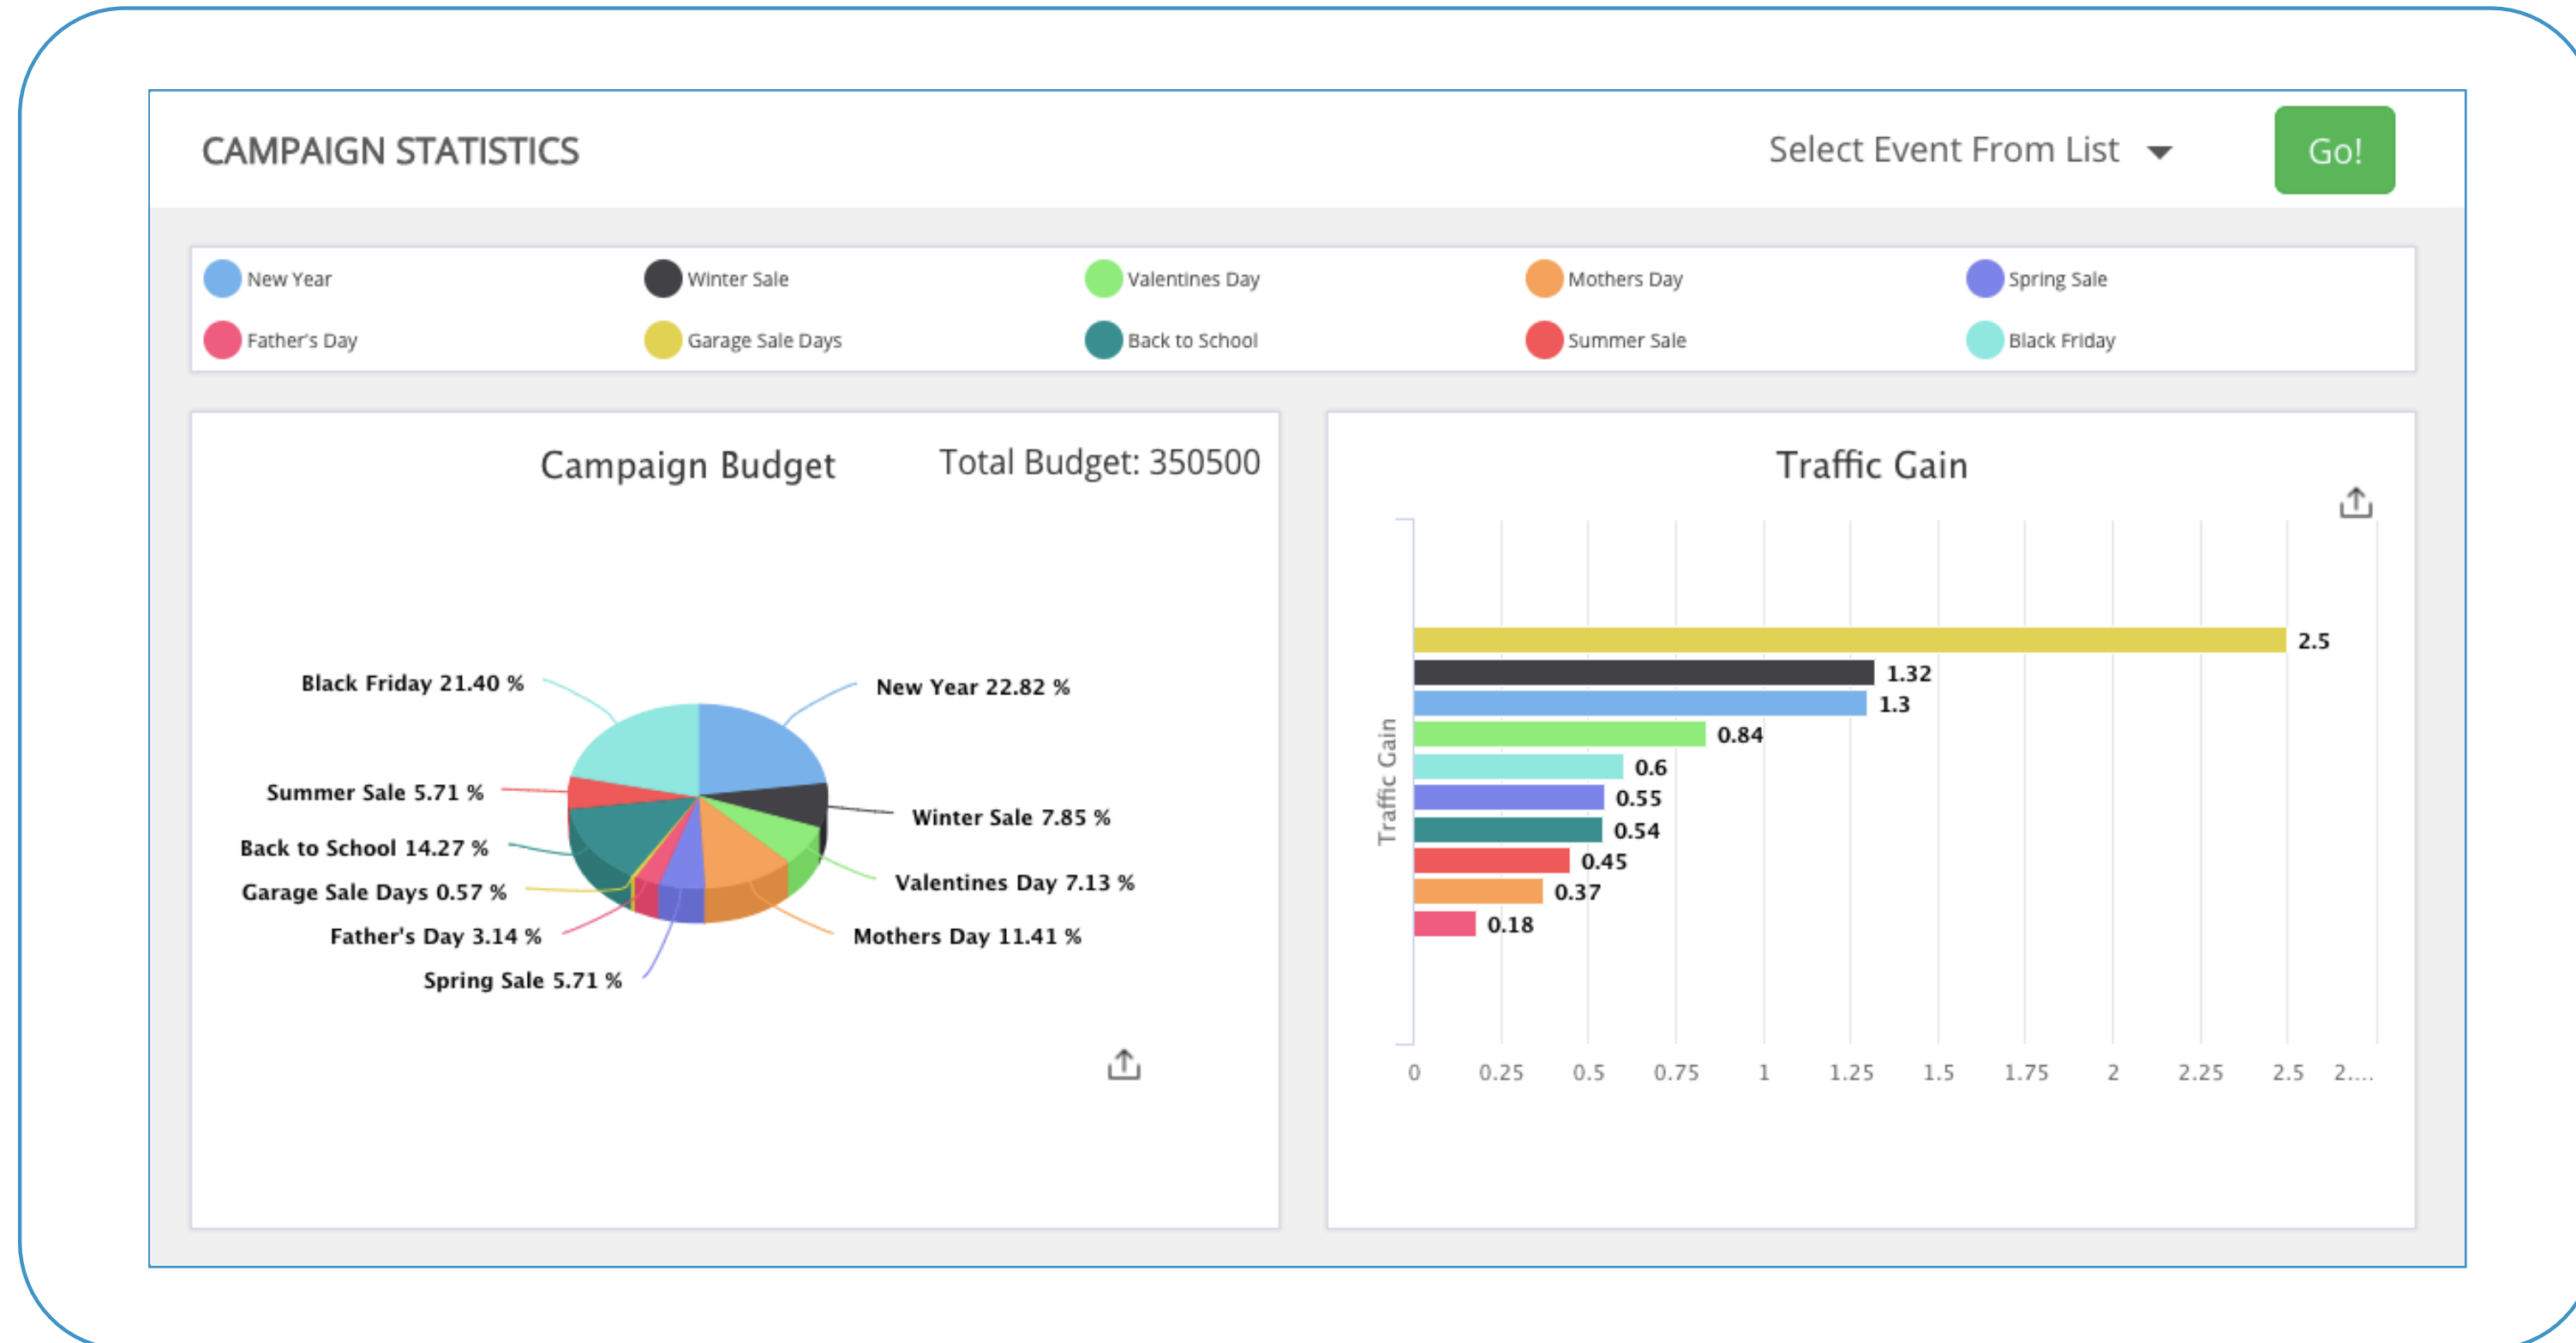 CAMPAIGN STATISTICS
Select Event From List
Go!
New Year
Winter Sale
Valentines Day
Mothers Day
Spring Sale
Father's Day
Garage Sale Days
Back to School
Summer Sale
Black Friday
Campaign Budget
Total Budget: 350500
Black Friday 21.40 %
New Year 22.82 %
Summer Sale 5.71 %
Winter Sale 7.85 %
Back to School 14.27 %
Valentines Day 7.13 %
Garage Sale Days 0.57 %
Father's Day 3.14 %
Mothers Day 11.41 %
Spring Sale 5.71 %
Traffic Gain
Traffic Gain
2.5
1.32
1.3
0.84
0.6
0.55
0.54
0.45
0.37
0.18
0 0.25 0.5 0.75 1 1.25 1.5 1.75 2 2.25 2.5 2....